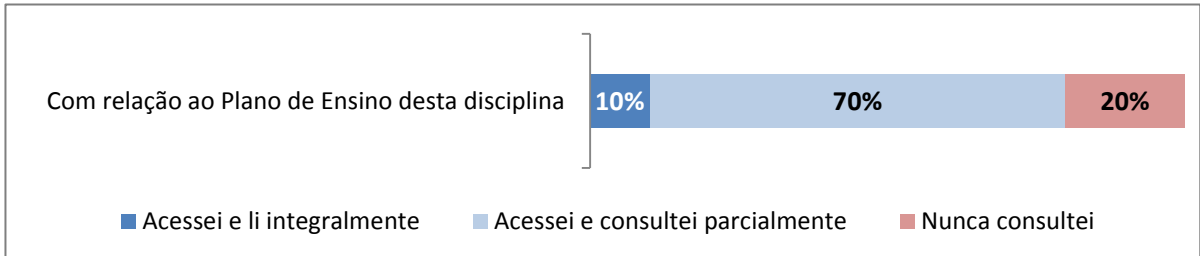 Com relação ao Plano de Ensino desta disciplina 10% 70% 20%
Acessei e li integralmente Acessei e consultei parcialmente Nunca consultei